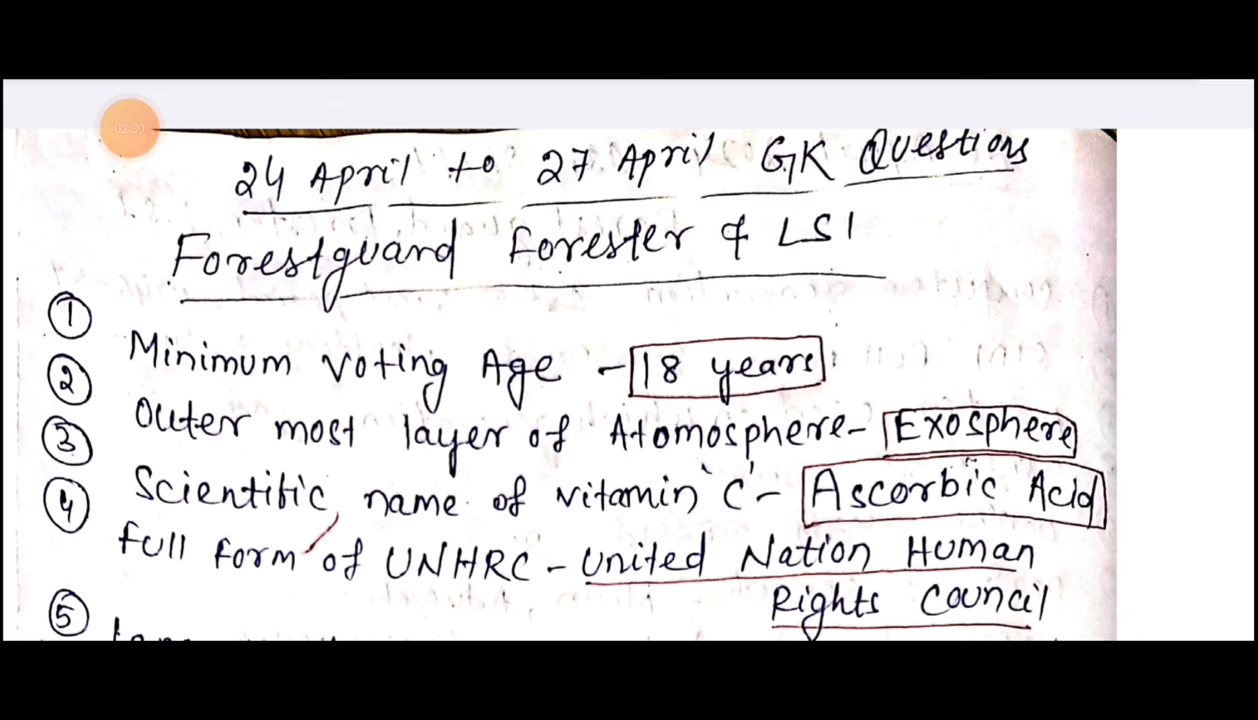 02:30
24 April to 27 April GK Questions
Forestguard Forester & LSI
①
Minimum Voting Age - 18 years
②
Outer most layer of Atomosphere- Exosphere
③
Scientific name of vitamin 'C'- Ascorbic Acid
④
full form of UNHRC - United Nation Human
Rights Council
⑤